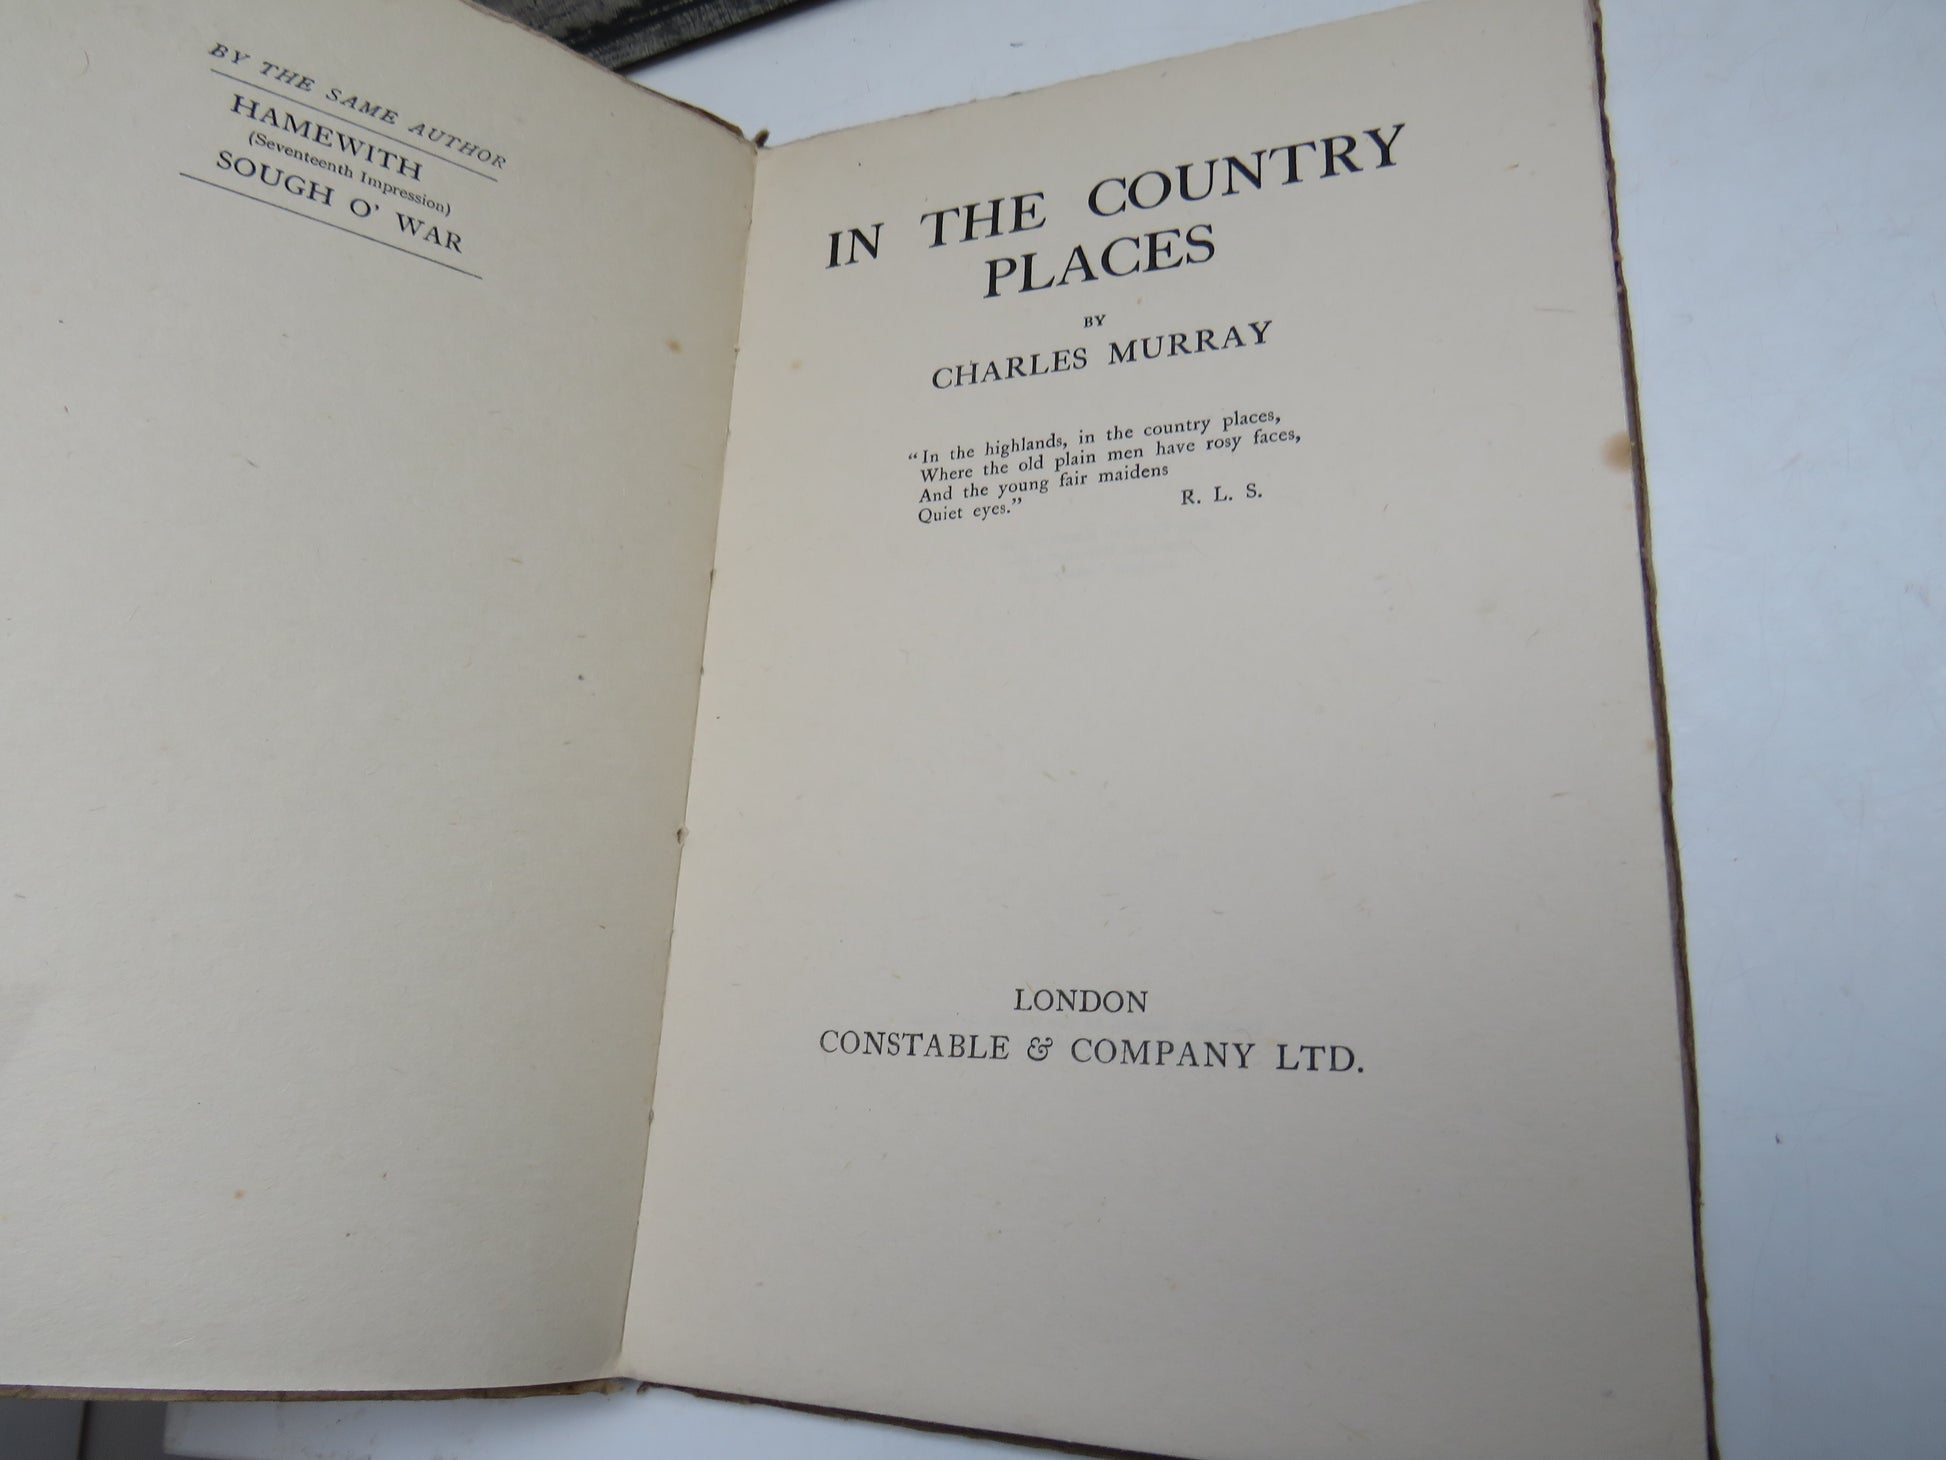 BY THE SAME AUTHOR
HAMEWITH
(Seventeenth Impression)
SOUGH O' WAR
IN THE COUNTRY
PLACES
BY
CHARLES MURRAY
“In the highlands, in the country places,
Where the old plain men have rosy faces,
And the young fair maidens
Quiet eyes.” R. L. S.
LONDON
CONSTABLE & COMPANY LTD.